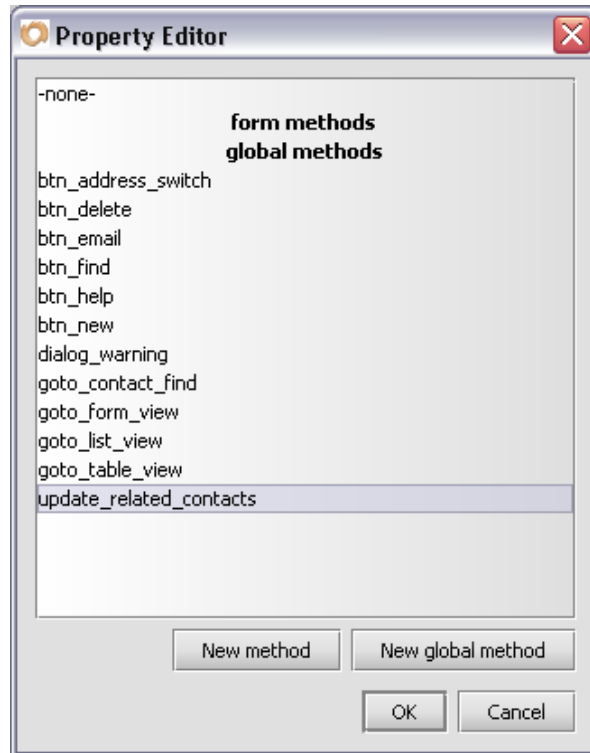 Property Editor
-none-
form methods
global methods
btn_address_switch
btn_delete
btn_email
btn_find
btn_help
btn_new
dialog_warning
goto_contact_find
goto_form_view
goto_list_view
goto_table_view
update_related_contacts
New method New global method
OK Cancel